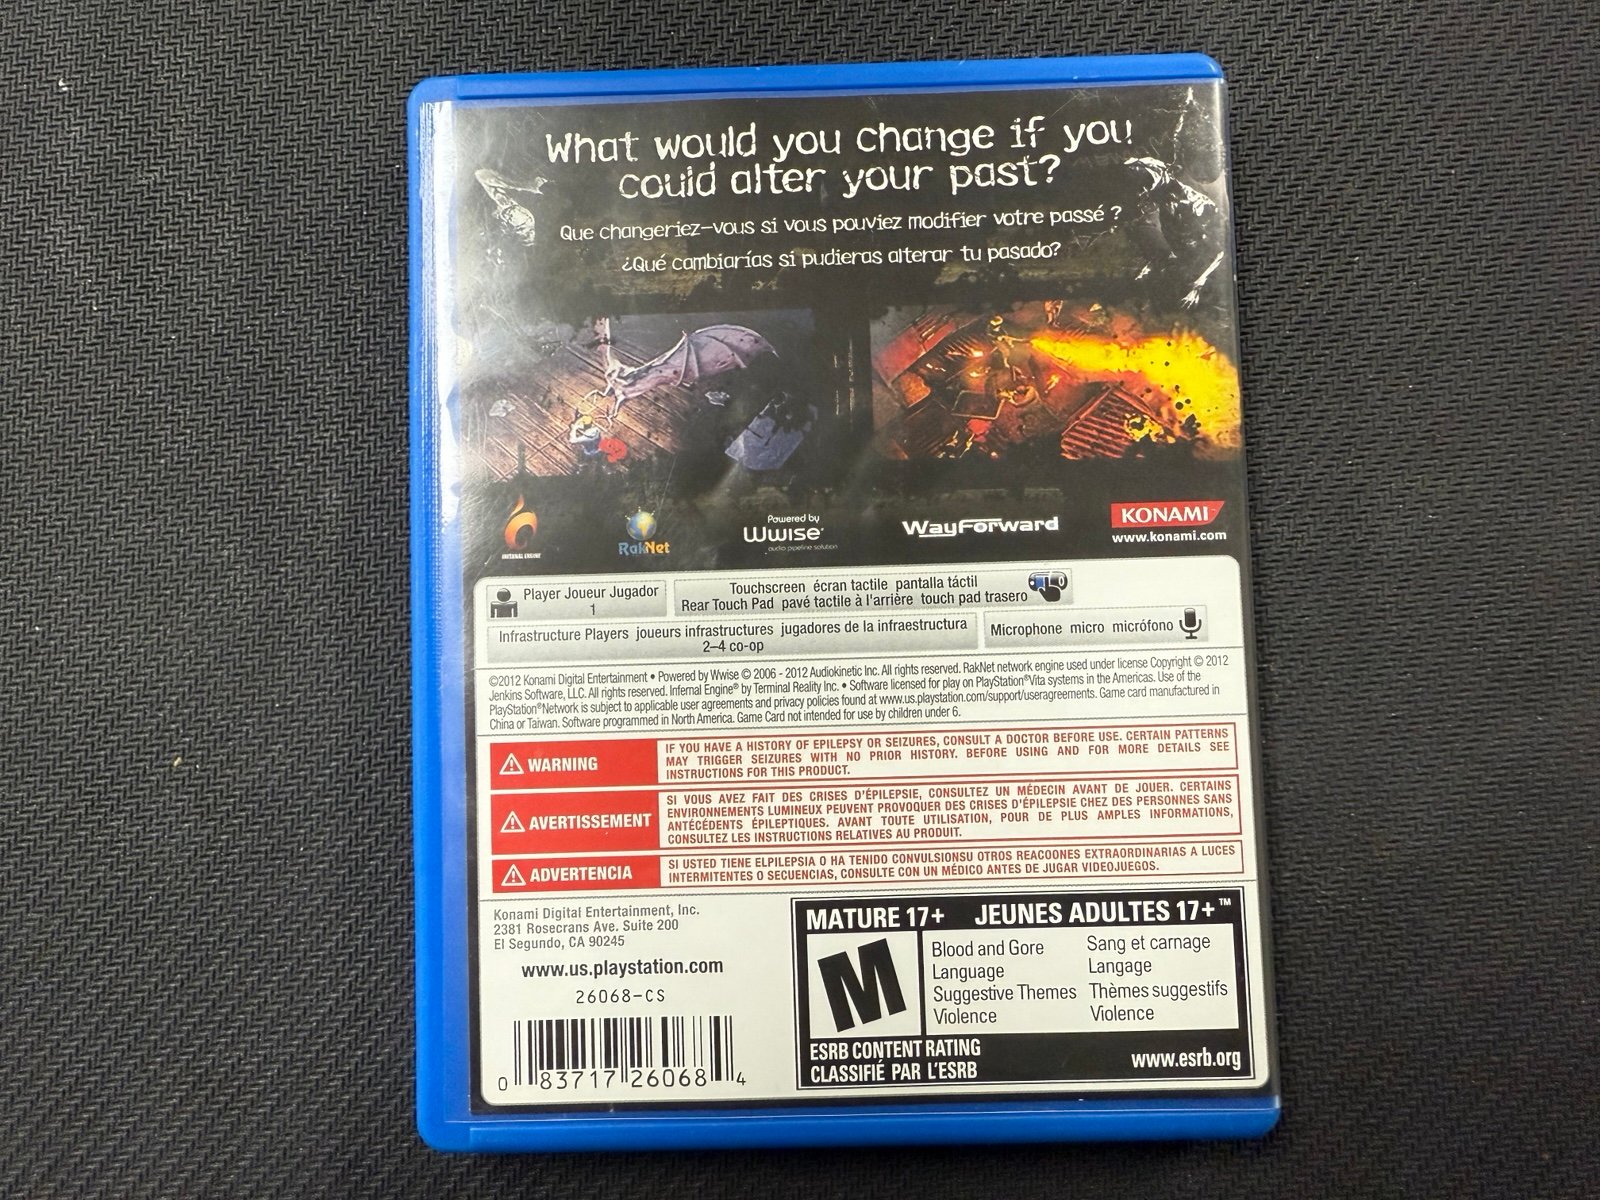 What would you change if you
could alter your past?
Que changeriez-vous si vous pouviez modifier votre passé ?
¿Qué cambiarías si pudieras alterar tu pasado?
INFERNAL ENGINE
RakNet
Powered by
Wwise
audio pipeline solution
WayForward
KONAMI
www.konami.com
Player Joueur Jugador
1
Touchscreen écran tactile pantalla táctil
Rear Touch Pad pavé tactile à l'arrière touch pad trasero
Infrastructure Players joueurs infrastructures jugadores de la infraestructura
2-4 co-op
Microphone micro micrófono
©2012 Konami Digital Entertainment • Powered by Wwise © 2006 - 2012 Audiokinetic Inc. All rights reserved. RakNet network engine used under license Copyright © 2012
Jenkins Software, LLC. All rights reserved. Infernal Engine® by Terminal Reality Inc. • Software licensed for play on PlayStation®Vita systems in the Americas. Use of the
PlayStation®Network is subject to applicable user agreements and privacy policies found at www.us.playstation.com/support/useragreements. Game card manufactured in
China or Taiwan. Software programmed in North America. Game Card not intended for use by children under 6.
WARNING
IF YOU HAVE A HISTORY OF EPILEPSY OR SEIZURES, CONSULT A DOCTOR BEFORE USE. CERTAIN PATTERNS
MAY TRIGGER SEIZURES WITH NO PRIOR HISTORY. BEFORE USING AND FOR MORE DETAILS SEE
INSTRUCTIONS FOR THIS PRODUCT.
AVERTISSEMENT
SI VOUS AVEZ FAIT DES CRISES D'ÉPILEPSIE, CONSULTEZ UN MÉDECIN AVANT DE JOUER. CERTAINS
ENVIRONNEMENTS LUMINEUX PEUVENT PROVOQUER DES CRISES D'ÉPILEPSIE CHEZ DES PERSONNES SANS
ANTÉCÉDENTS ÉPILEPTIQUES. AVANT TOUTE UTILISATION, POUR DE PLUS AMPLES INFORMATIONS,
CONSULTEZ LES INSTRUCTIONS RELATIVES AU PRODUIT.
ADVERTENCIA
SI USTED TIENE ELPILEPSIA O HA TENIDO CONVULSIONSU OTROS REACOONES EXTRAORDINARIAS A LUCES
INTERMITENTES O SECUENCIAS, CONSULTE CON UN MÉDICO ANTES DE JUGAR VIDEOJUEGOS.
Konami Digital Entertainment, Inc.
2381 Rosecrans Ave. Suite 200
El Segundo, CA 90245
www.us.playstation.com
26068-CS
0 83717 26068 4
MATURE 17+ JEUNES ADULTES 17+™
M
Blood and Gore
Language
Suggestive Themes
Violence
Sang et carnage
Langage
Thèmes suggestifs
Violence
ESRB CONTENT RATING
CLASSIFIÉ PAR L'ESRB
www.esrb.org